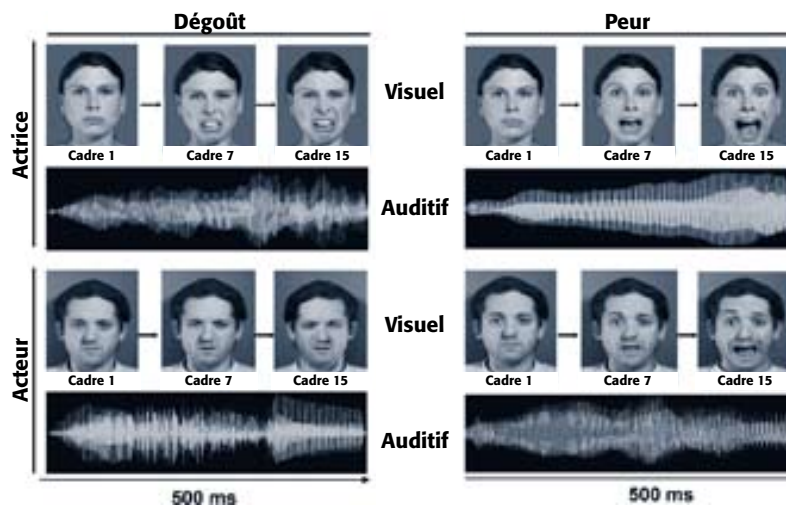 Dégoût Peur
Actrice
Visuel
Cadre 1 Cadre 7 Cadre 15 Cadre 1 Cadre 7 Cadre 15
Auditif
Acteur
Visuel
Cadre 1 Cadre 7 Cadre 15 Cadre 1 Cadre 7 Cadre 15
Auditif
500 ms 500 ms